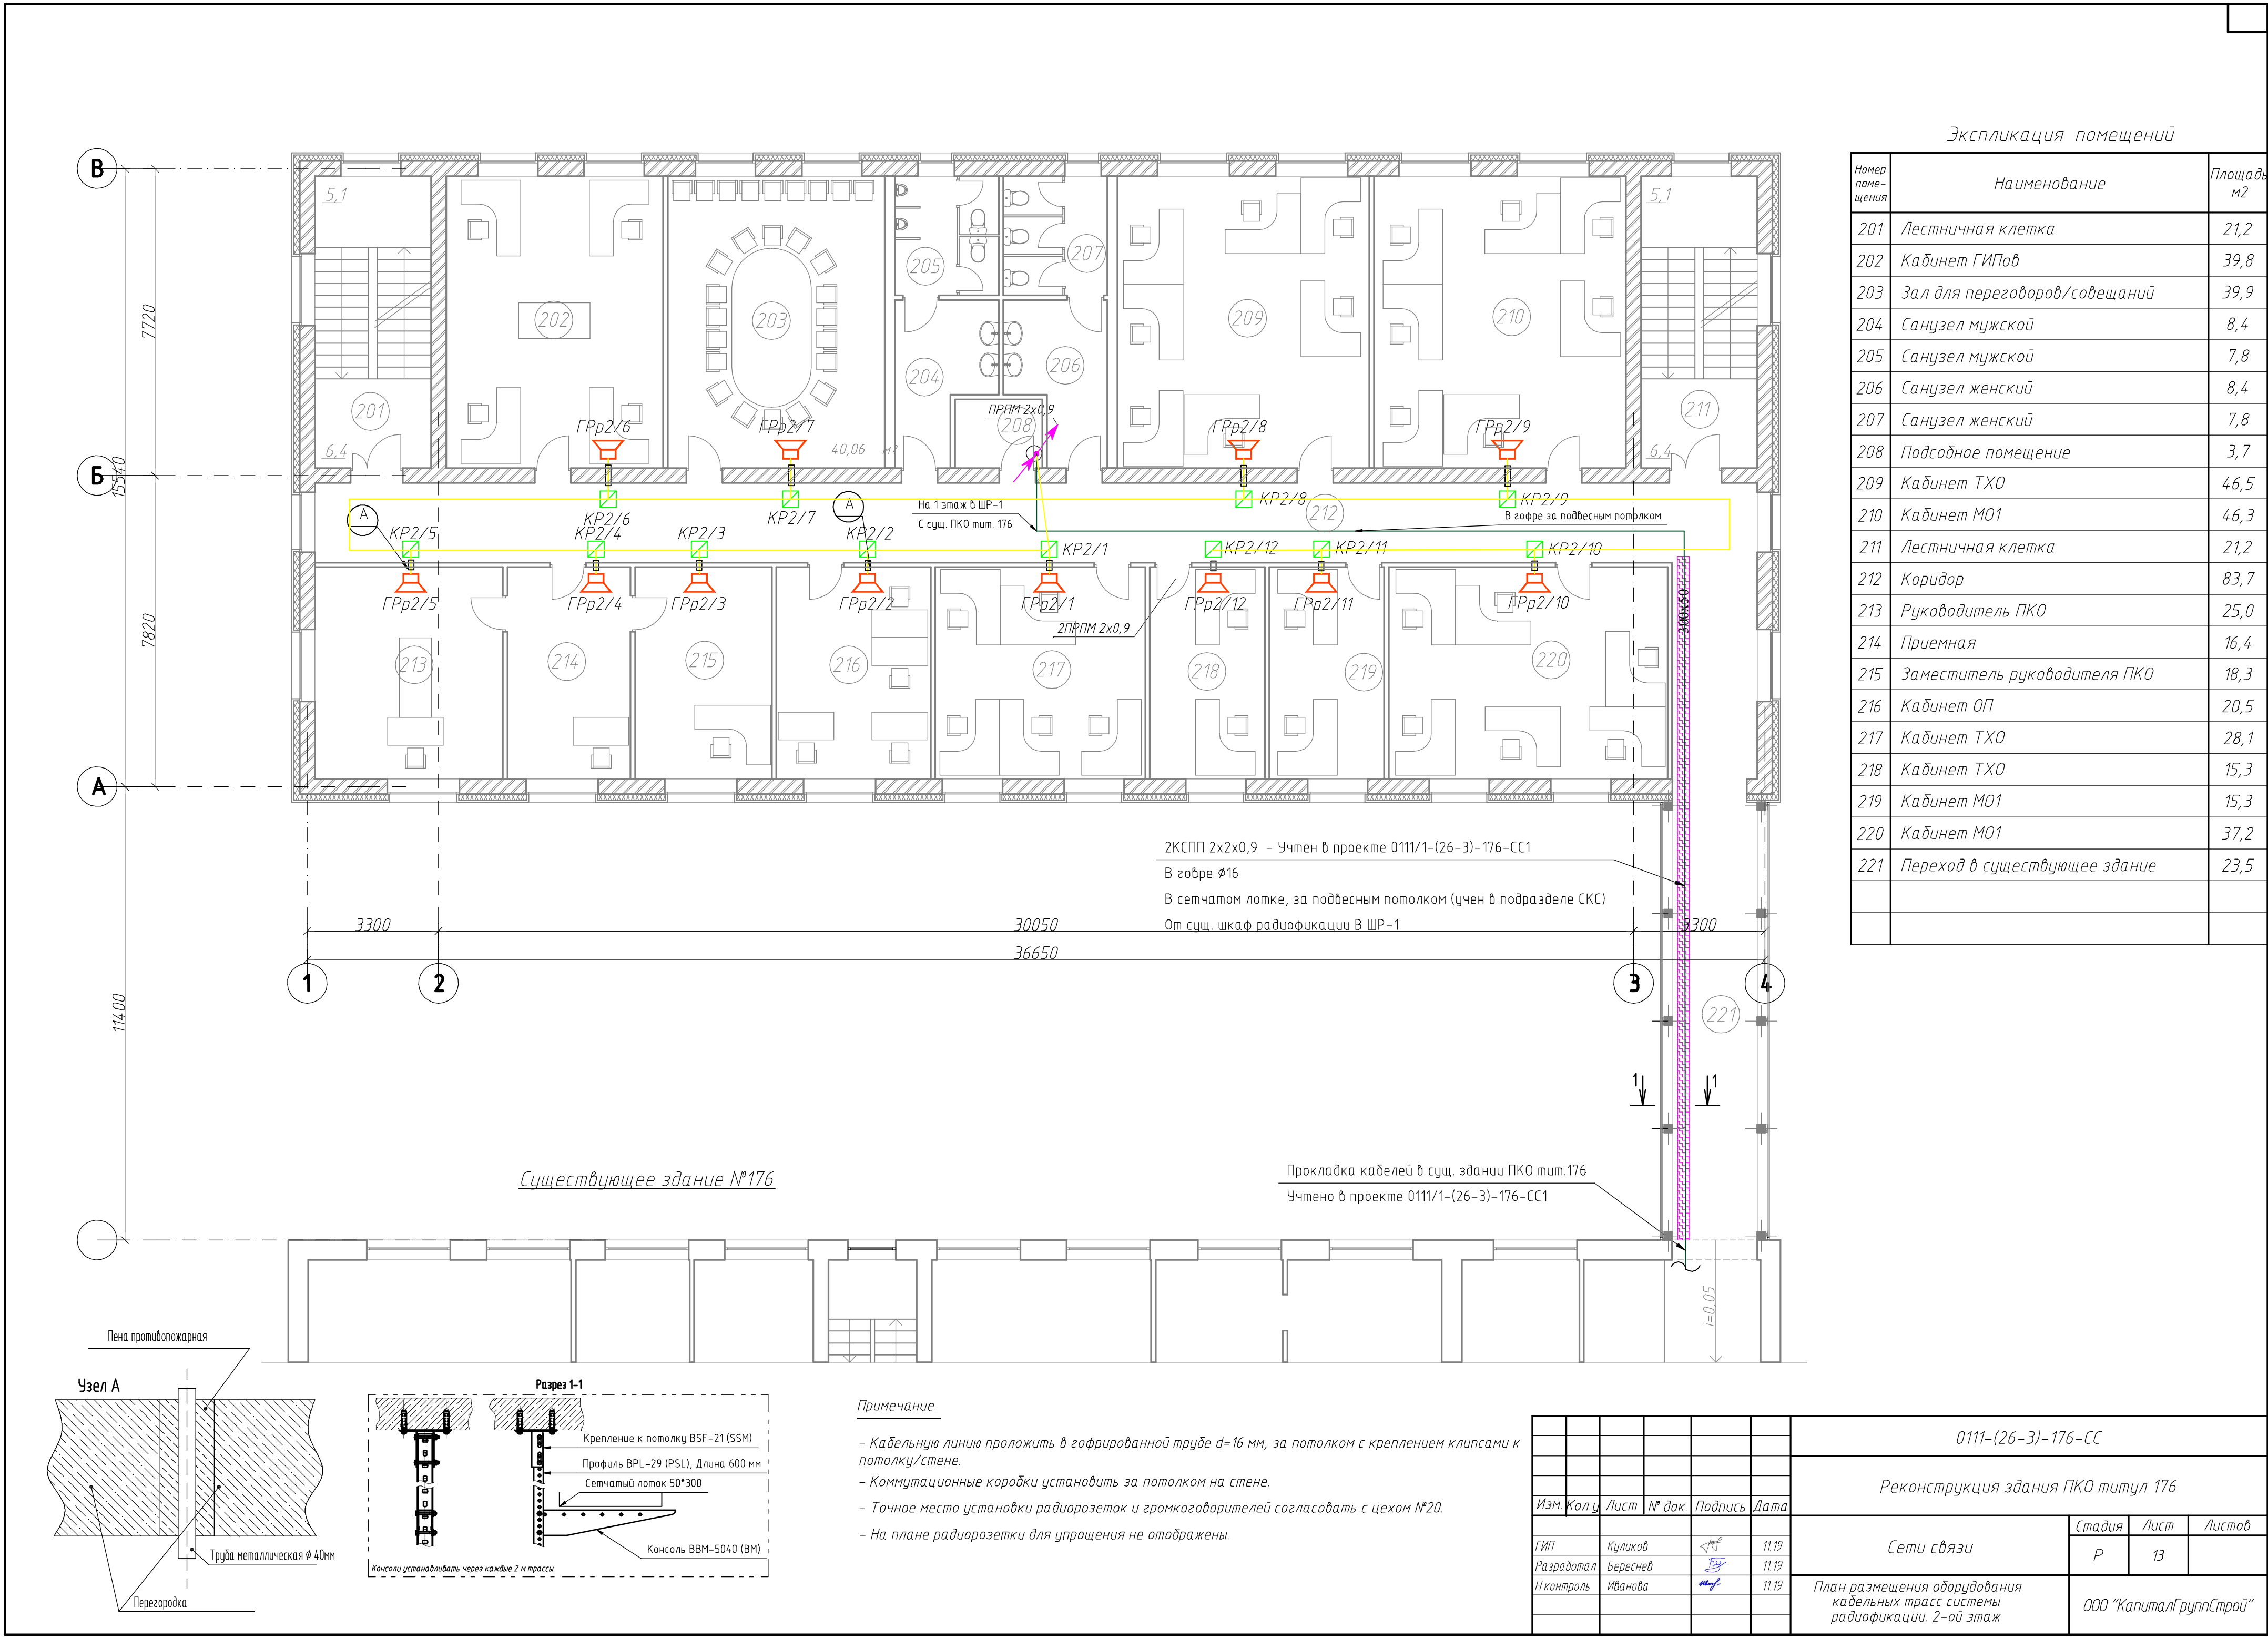 Экспликация помещений
Номер поме- щения Наименование Площадь м2
201 Лестничная клетка 21,2
202 Кабинет ГИПов 39,8
203 Зал для переговоров/совещаний 39,9
204 Санузел мужской 8,4
205 Санузел мужской 7,8
206 Санузел женский 8,4
207 Санузел женский 7,8
208 Подсобное помещение 3,7
209 Кабинет ТХО 46,5
210 Кабинет МО1 46,3
211 Лестничная клетка 21,2
212 Коридор 83,7
213 Руководитель ПКО 25,0
214 Приемная 16,4
215 Заместитель руководителя ПКО 18,3
216 Кабинет ОП 20,5
217 Кабинет ТХО 28,1
218 Кабинет ТХО 15,3
219 Кабинет МО1 15,3
220 Кабинет МО1 37,2
221 Переход в существующее здание 23,5
В
Б
А
7720
15540
7820
11400
5,1
5,1
202
203
205
207
209
210
204
206
208
201
211
6,4
6,4
40,06 м²
ПРПМ 2х0,9
ГРр2/6
ГРр2/7
ГРр2/8
ГРр2/9
КР2/6
КР2/7
КР2/8
КР2/9
212
А
А
На 1 этаж в ШР-1
С сущ. ПКО тит. 176
В гофре за подвесным потолком
КР2/5
КР2/4
КР2/3
КР2/2
КР2/1
КР2/12
КР2/11
КР2/10
ГРр2/5
ГРр2/4
ГРр2/3
ГРр2/2
ГРр2/1
ГРр2/12
ГРр2/11
ГРр2/10
2ПРПМ 2х0,9
300х50
213
214
215
216
217
218
219
220
2КСПП 2х2х0,9 - Учтен в проекте 0111/1-(26-3)-176-СС1
В говре ⌀16
В сетчатом лотке, за подвесным потолком (учен в подразделе СКС)
От сущ. шкаф радиофикации В ШР-1
3300
30050
3300
36650
1
2
3
4
221
1
1
Существующее здание №176
Прокладка кабелей в сущ. здании ПКО тит.176
Учтено в проекте 0111/1-(26-3)-176-СС1
i=0.05
Пена противопожарная
Узел А
Труба металлическая ⌀ 40мм
Перегородка
Разрез 1-1
Крепление к потолку BSF-21 (SSM)
Профиль BPL-29 (PSL), Длина 600 мм
Сетчатый лоток 50*300
Консоль BBM-5040 (BM)
Консоли устанавливать через каждые 2 м трассы
Примечание.
- Кабельную линию проложить в гофрированной трубе d=16 мм, за потолком с креплением клипсами к
потолку/стене.
- Коммутационные коробки установить за потолком на стене.
- Точное место установки радиорозеток и громкоговорителей согласовать с цехом №20.
- На плане радиорозетки для упрощения не отображены.
0111-(26-3)-176-СС
Реконструкция здания ПКО титул 176
Изм. Кол.у Лист № док. Подпись Дата
Сети связи
Стадия Лист Листов
Р 13
ГИП Куликов 11.19
Разработал Береснев 11.19
Н.контроль Иванова 11.19
План размещения оборудования
кабельных трасс системы
радиофикации. 2-ой этаж
ООО "КапиталГруппСтрой"